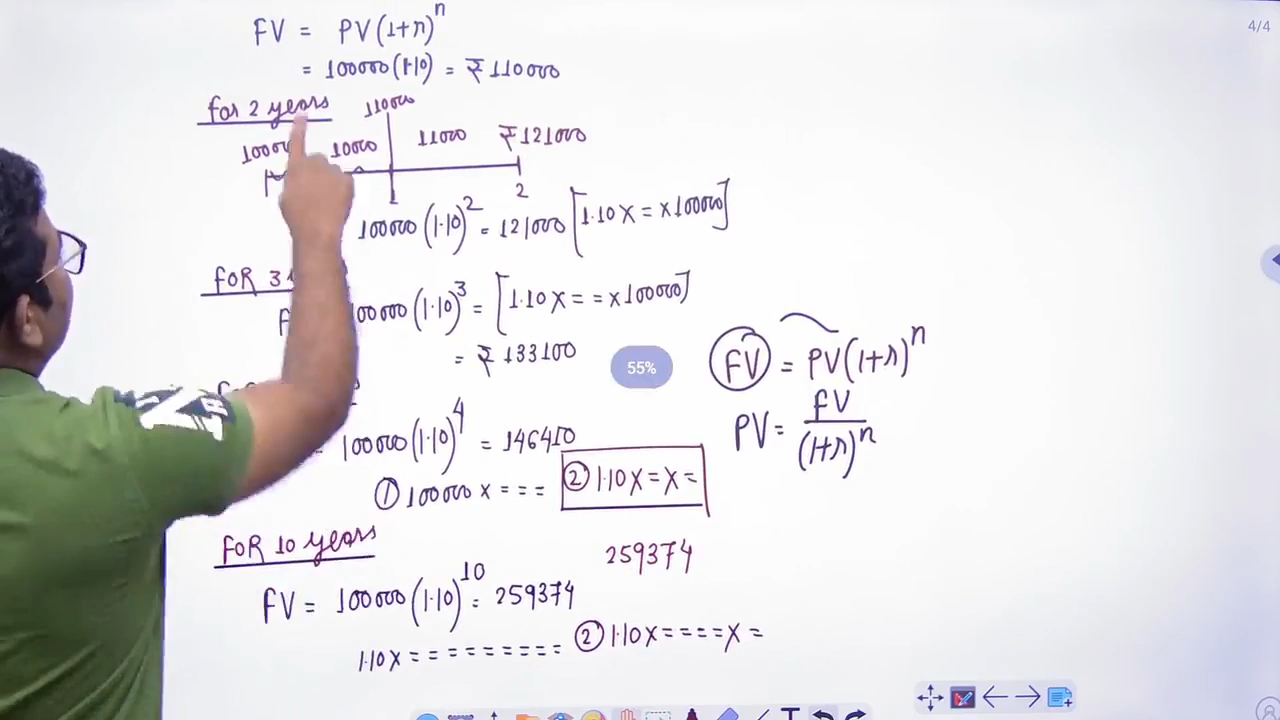 4/4
FV = PV(1+r)^n
= 100000(1.10) = ₹110000
for 2 years
110000
10000 11000 ₹121000
1 2
100000(1.10)^2 = 121000 [1.10 x = x 100000]
FOR 3
100000(1.10)^3 = [1.10 x = = x 100000]
= ₹133100
55%
FV = PV(1+r)^n
PV = FV/(1+r)^n
100000(1.10)^4 = 146410
① 100000 x = = =
② 1.10 x = x =
FOR 10 years
259374
FV = 100000(1.10)^10 = 259374
1.10 x = = = = = = = = =
② 1.10 x = = = = x =